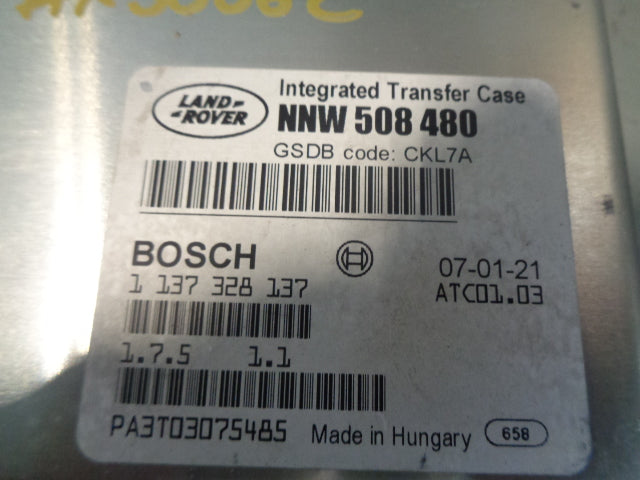 Integrated Transfer Case
LAND-
-ROVER
NNW 508 480
GSDB code: CKL7A
BOSCH
07-01-21
1 137 328 137
ATC01.03
1.7.5 1.1
PA3T03075485
Made in Hungary
658